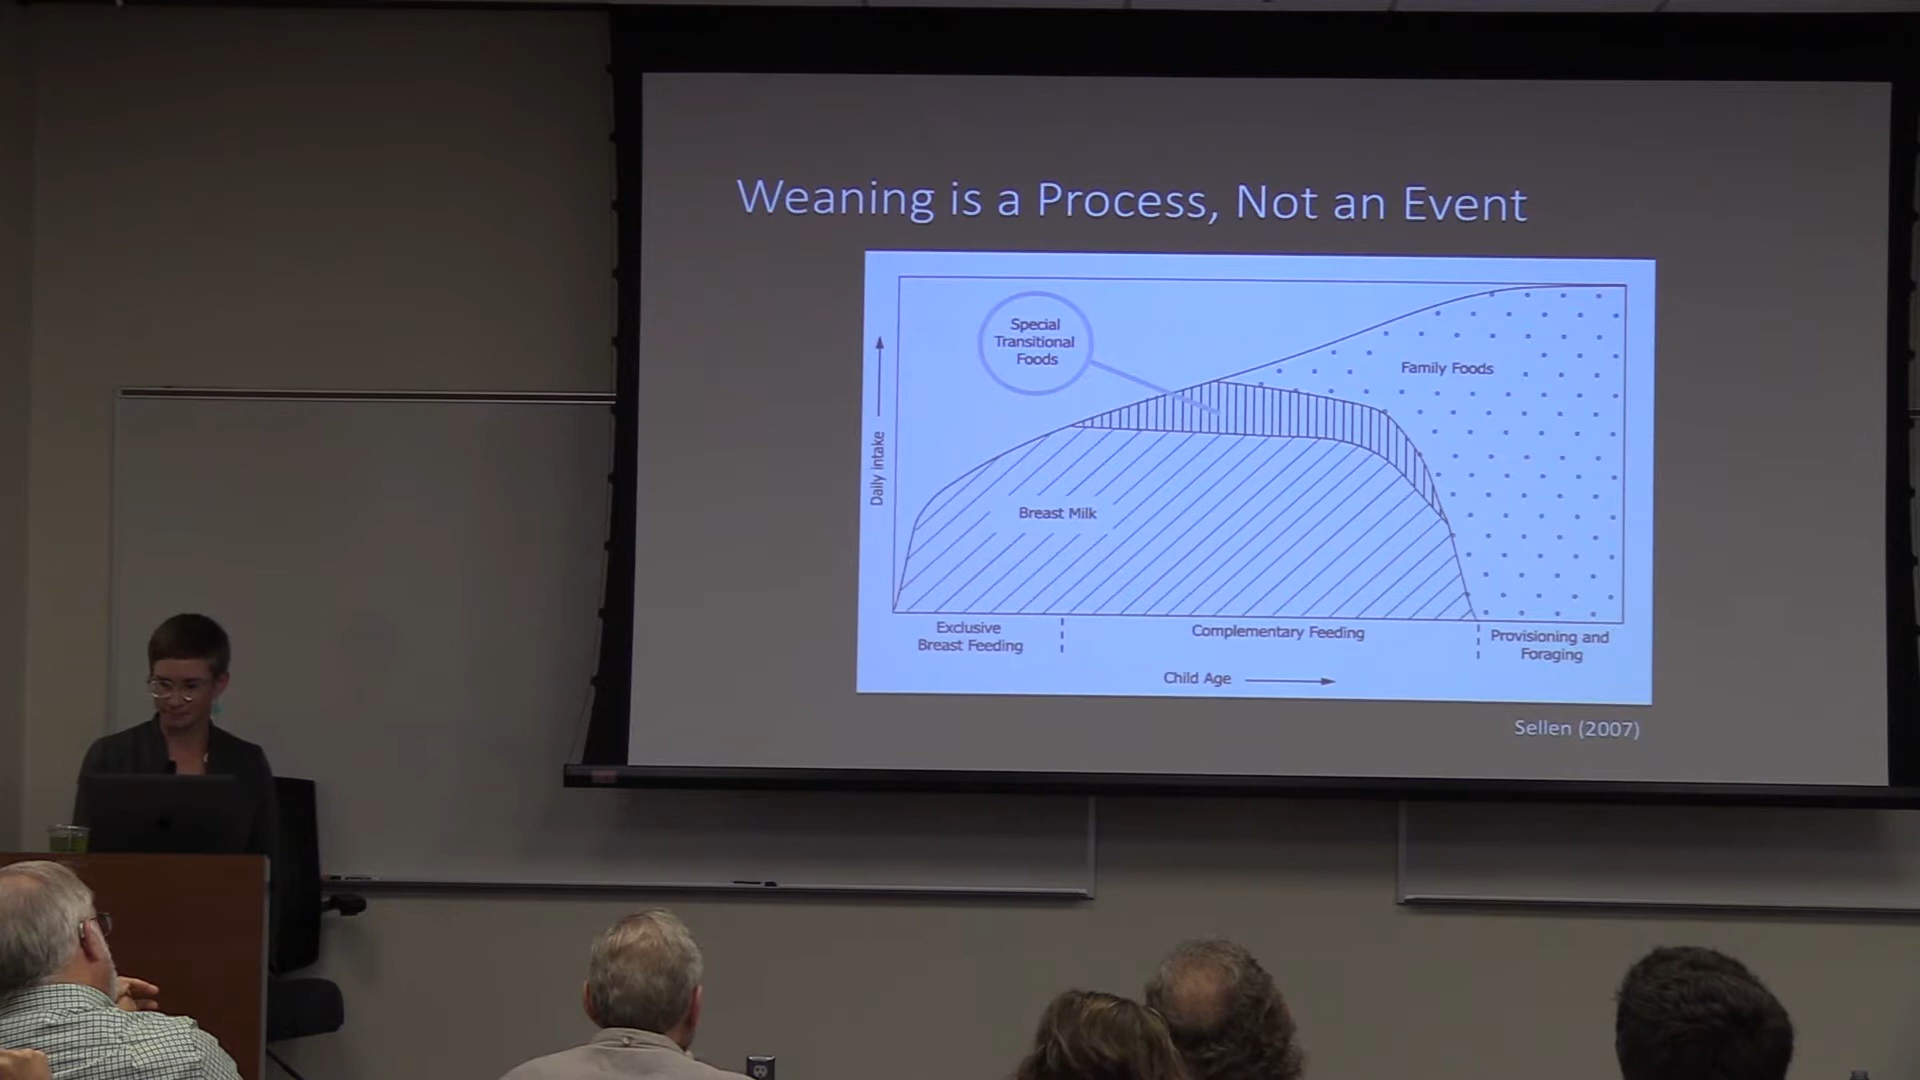 Weaning is a Process, Not an Event
Special
Transitional
Foods
Family Foods
Daily intake
Breast Milk
Exclusive
Breast Feeding
Complementary Feeding
Provisioning and
Foraging
Child Age
Sellen (2007)